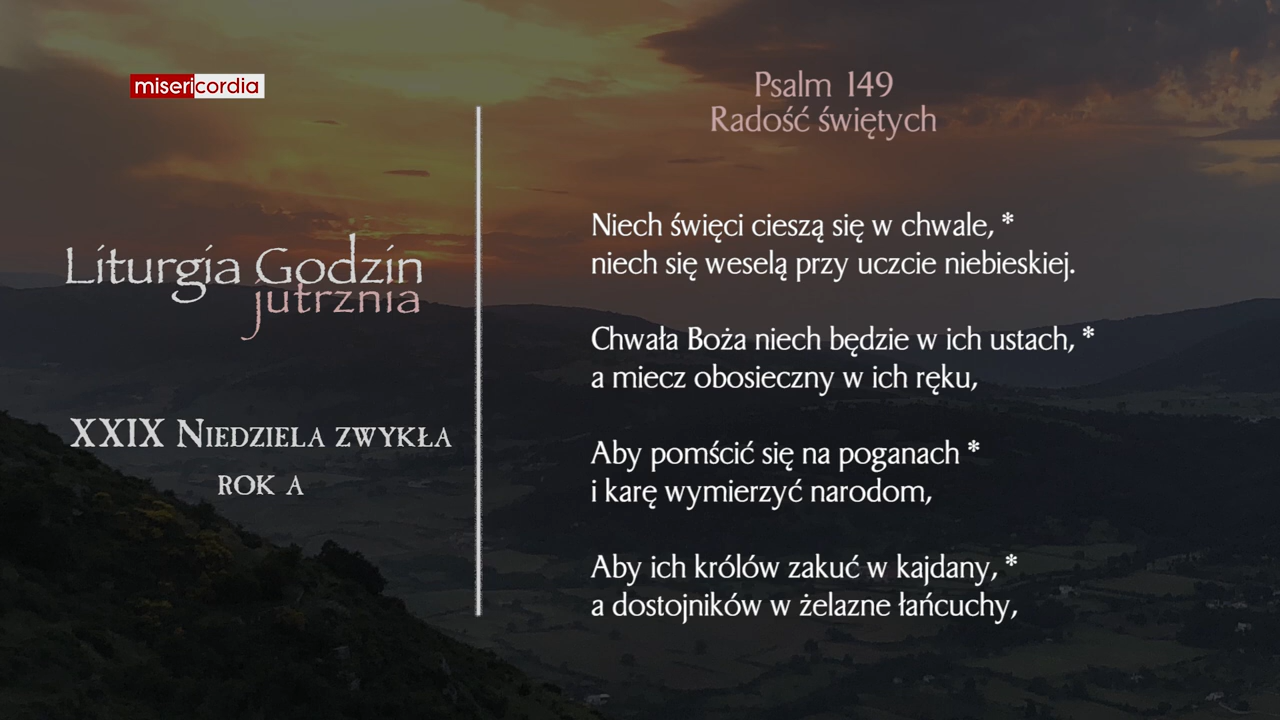 misericordia
Liturgia Godzin
jutrznia
XXIX Niedziela zwykła
rok A
Psalm 149
Radość świętych
Niech święci cieszą się w chwale, *
niech się weselą przy uczcie niebieskiej.
Chwała Boża niech będzie w ich ustach, *
a miecz obosieczny w ich ręku,
Aby pomścić się na poganach *
i karę wymierzyć narodom,
Aby ich królów zakuć w kajdany, *
a dostojników w żelazne łańcuchy,